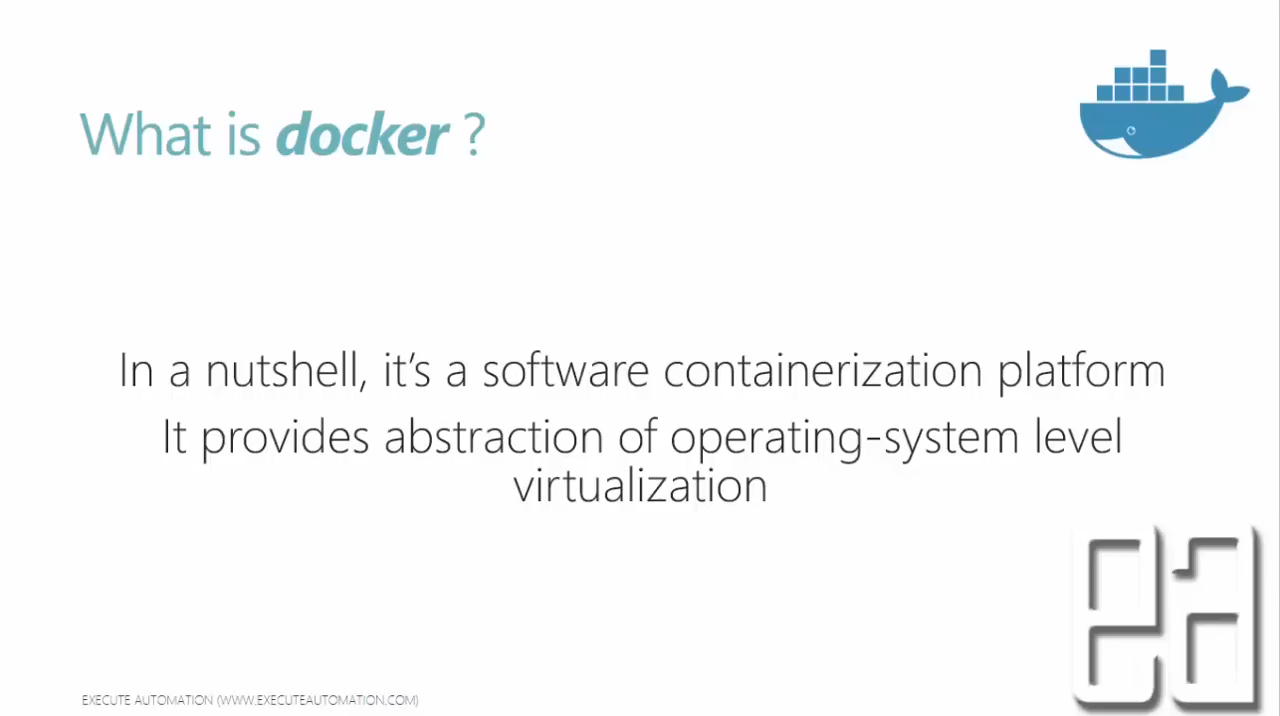 What is docker ?
In a nutshell, it’s a software containerization platform
It provides abstraction of operating-system level
virtualization
ea
EXECUTE AUTOMATION (WWW.EXECUTEAUTOMATION.COM)